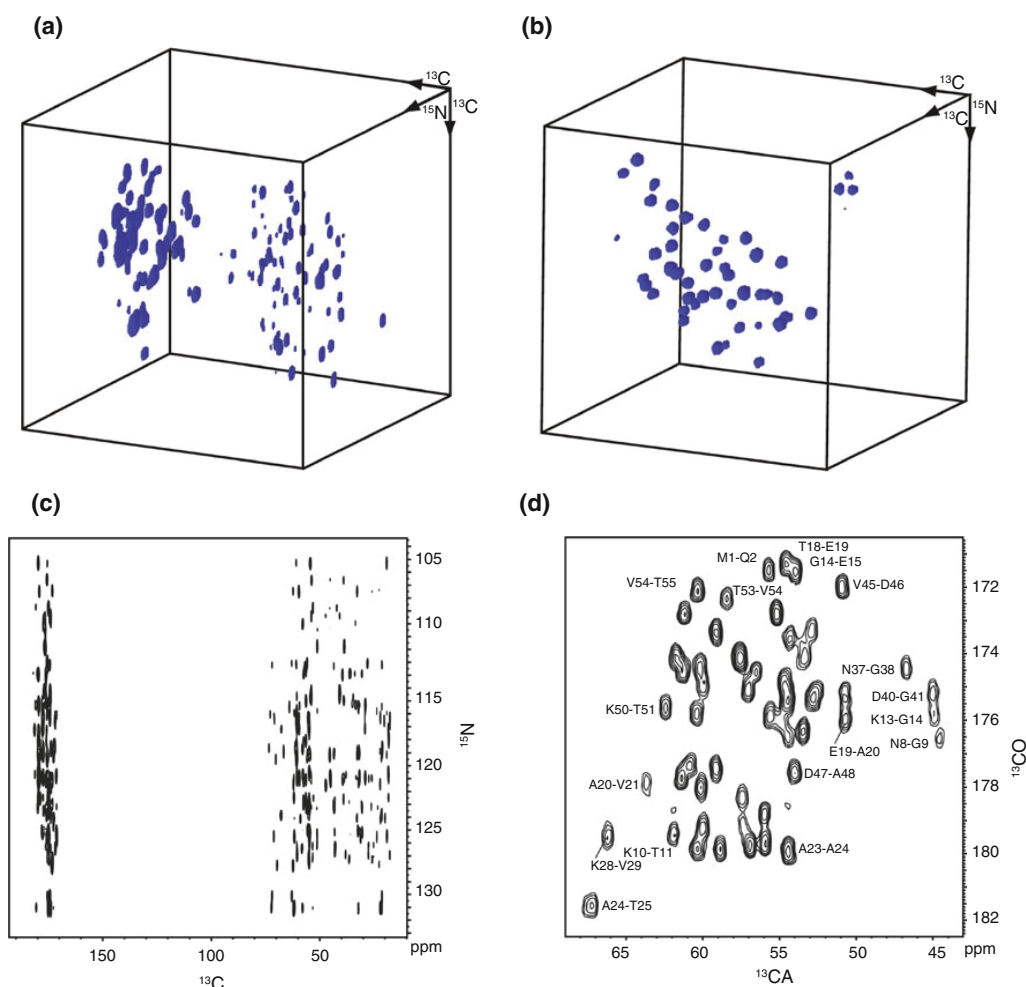 (a)
(b)
¹³C
¹⁵N
¹³C
¹³C
¹³C
¹⁵N
(c)
(d)
105
110
115
120
125
130
ppm
¹⁵N
150
100
50
¹³C
T18-E19
M1-Q2
G14-E15
V54-T55
T53-V54
V45-D46
N37-G38
D40-G41
K50-T51
K13-G14
N8-G9
E19-A20
A20-V21
D47-A48
K10-T11
A23-A24
K28-V29
A24-T25
172
174
176
178
180
182
ppm
¹³CO
65
60
55
50
45
¹³CA